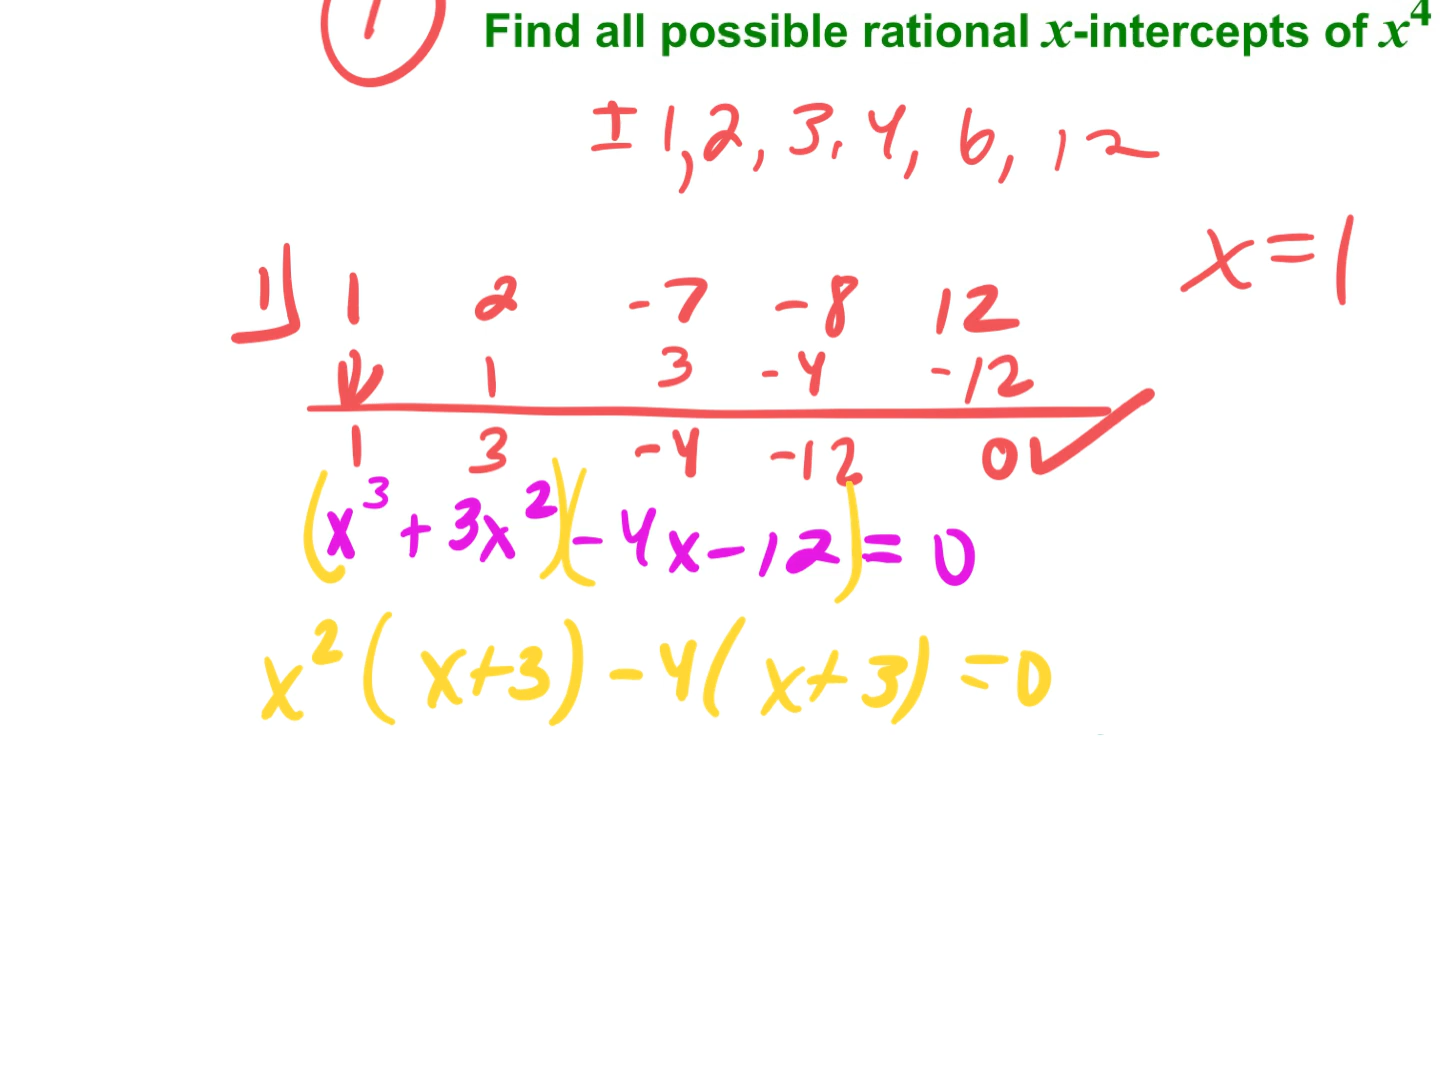 1
Find all possible rational x-intercepts of x⁴
± 1, 2, 3, 4, 6, 12
x = 1
1 1 2 -7 -8 12
1 3 -4 -12
1 3 -4 -12 0 ✓
(x³ + 3x²)(- 4x - 12) = 0
x² ( x + 3) - 4 ( x + 3) = 0